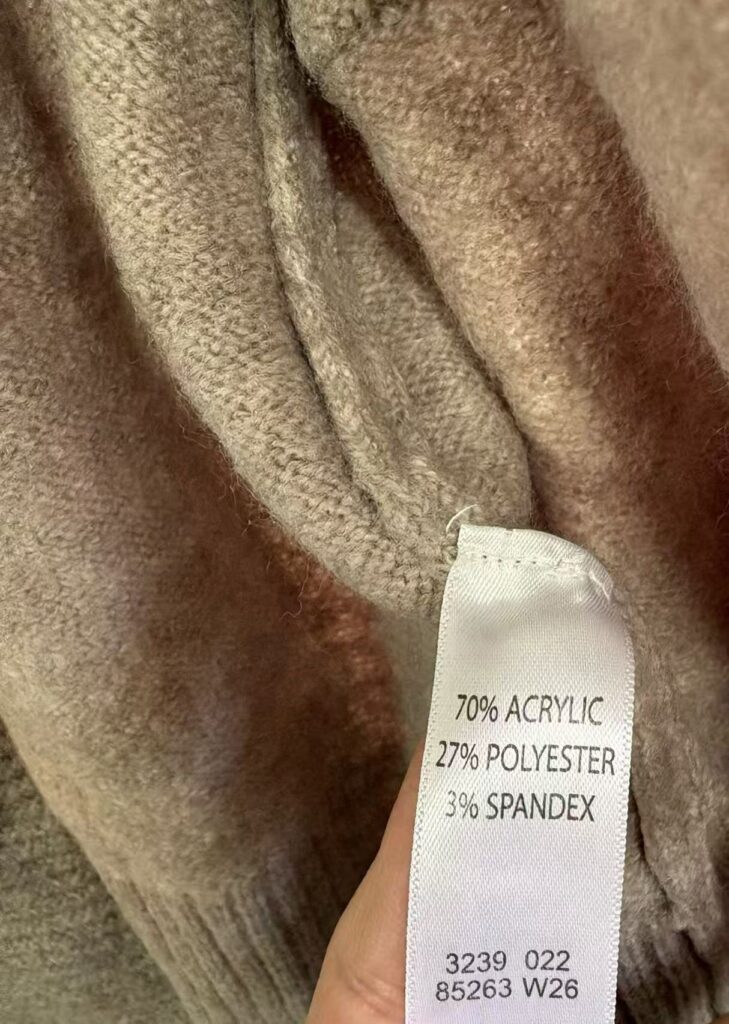 70% ACRYLIC
27% POLYESTER
3% SPANDEX
3239 022
85263 W26